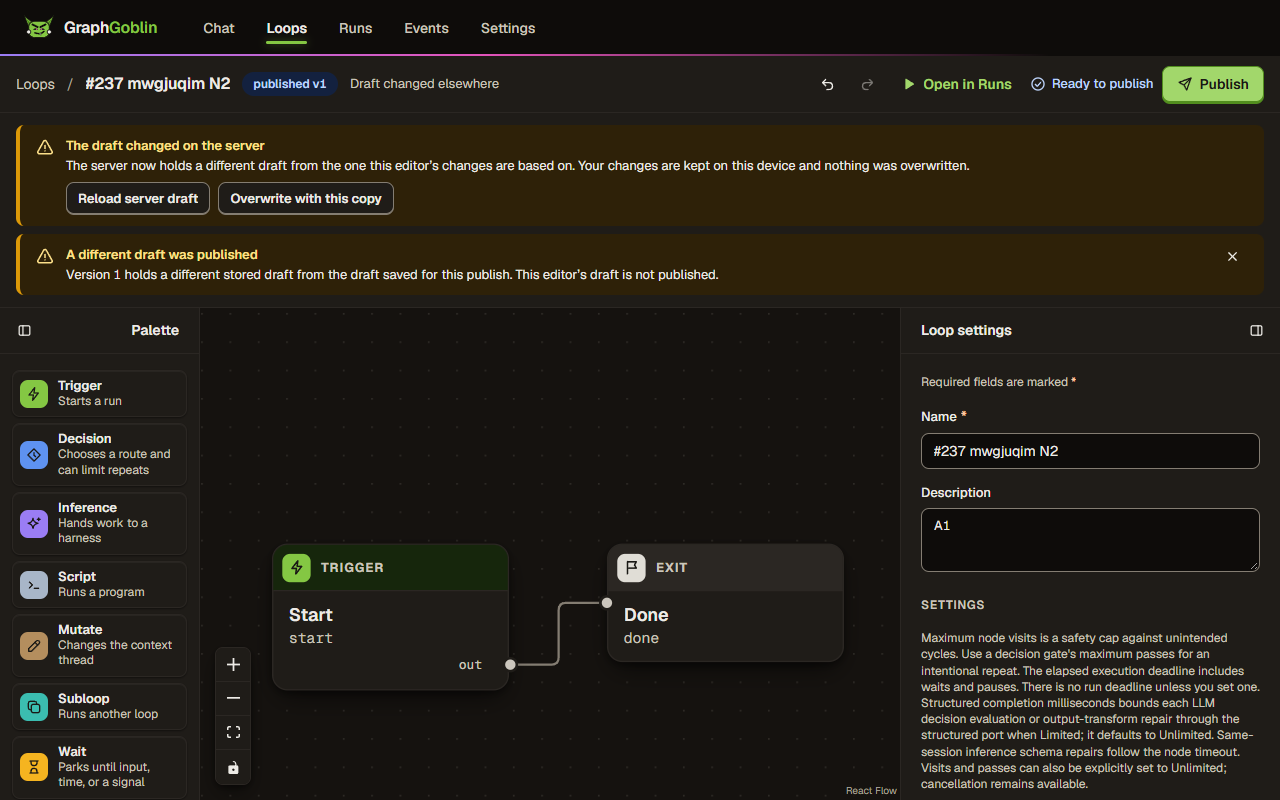 GraphGoblin
Chat
Loops
Runs
Events
Settings
Loops / #237 mwgjuqim N2
published v1
Draft changed elsewhere
Open in Runs
Ready to publish
Publish
The draft changed on the server
The server now holds a different draft from the one this editor's changes are based on. Your changes are kept on this device and nothing was overwritten.
Reload server draft
Overwrite with this copy
A different draft was published
Version 1 holds a different stored draft from the draft saved for this publish. This editor's draft is not published.
Palette
Trigger
Starts a run
Decision
Chooses a route and
can limit repeats
Inference
Hands work to a
harness
Script
Runs a program
Mutate
Changes the context
thread
Subloop
Runs another loop
Wait
Parks until input,
time, or a signal
TRIGGER
Start
start
out
EXIT
Done
done
React Flow
Loop settings
Required fields are marked *
Name *
#237 mwgjuqim N2
Description
A1
SETTINGS
Maximum node visits is a safety cap against unintended
cycles. Use a decision gate's maximum passes for an
intentional repeat. The elapsed execution deadline includes
waits and pauses. There is no run deadline unless you set one.
Structured completion milliseconds bounds each LLM
decision evaluation or output-transform repair through the
structured port when Limited; it defaults to Unlimited. Same-
session inference schema repairs follow the node timeout.
Visits and passes can also be explicitly set to Unlimited;
cancellation remains available.